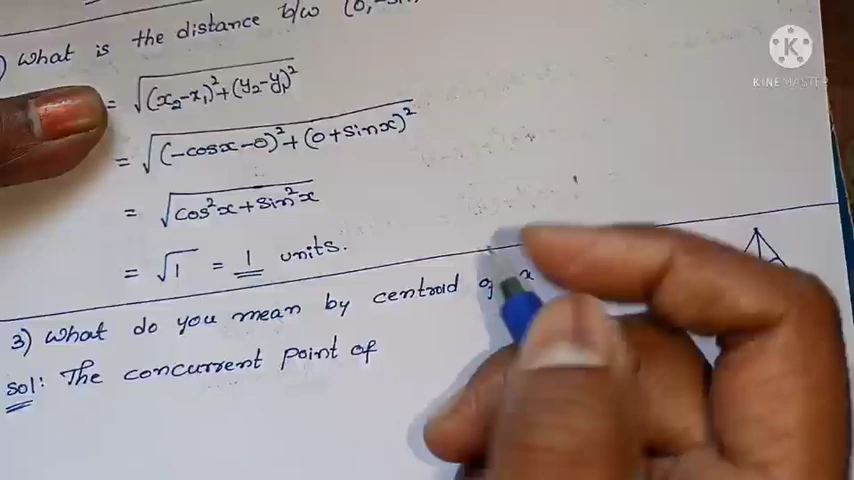 ) What is the distance b/w (0,-sin
= √(x₂-x₁)²+(y₂-y₁)²
= √(-cosx-0)²+(0+sinx)²
= √cos²x+sin²x
= √1 = 1 units.
3) What do you mean by centroid of
Sol: The concurrent point of
KINEMASTER